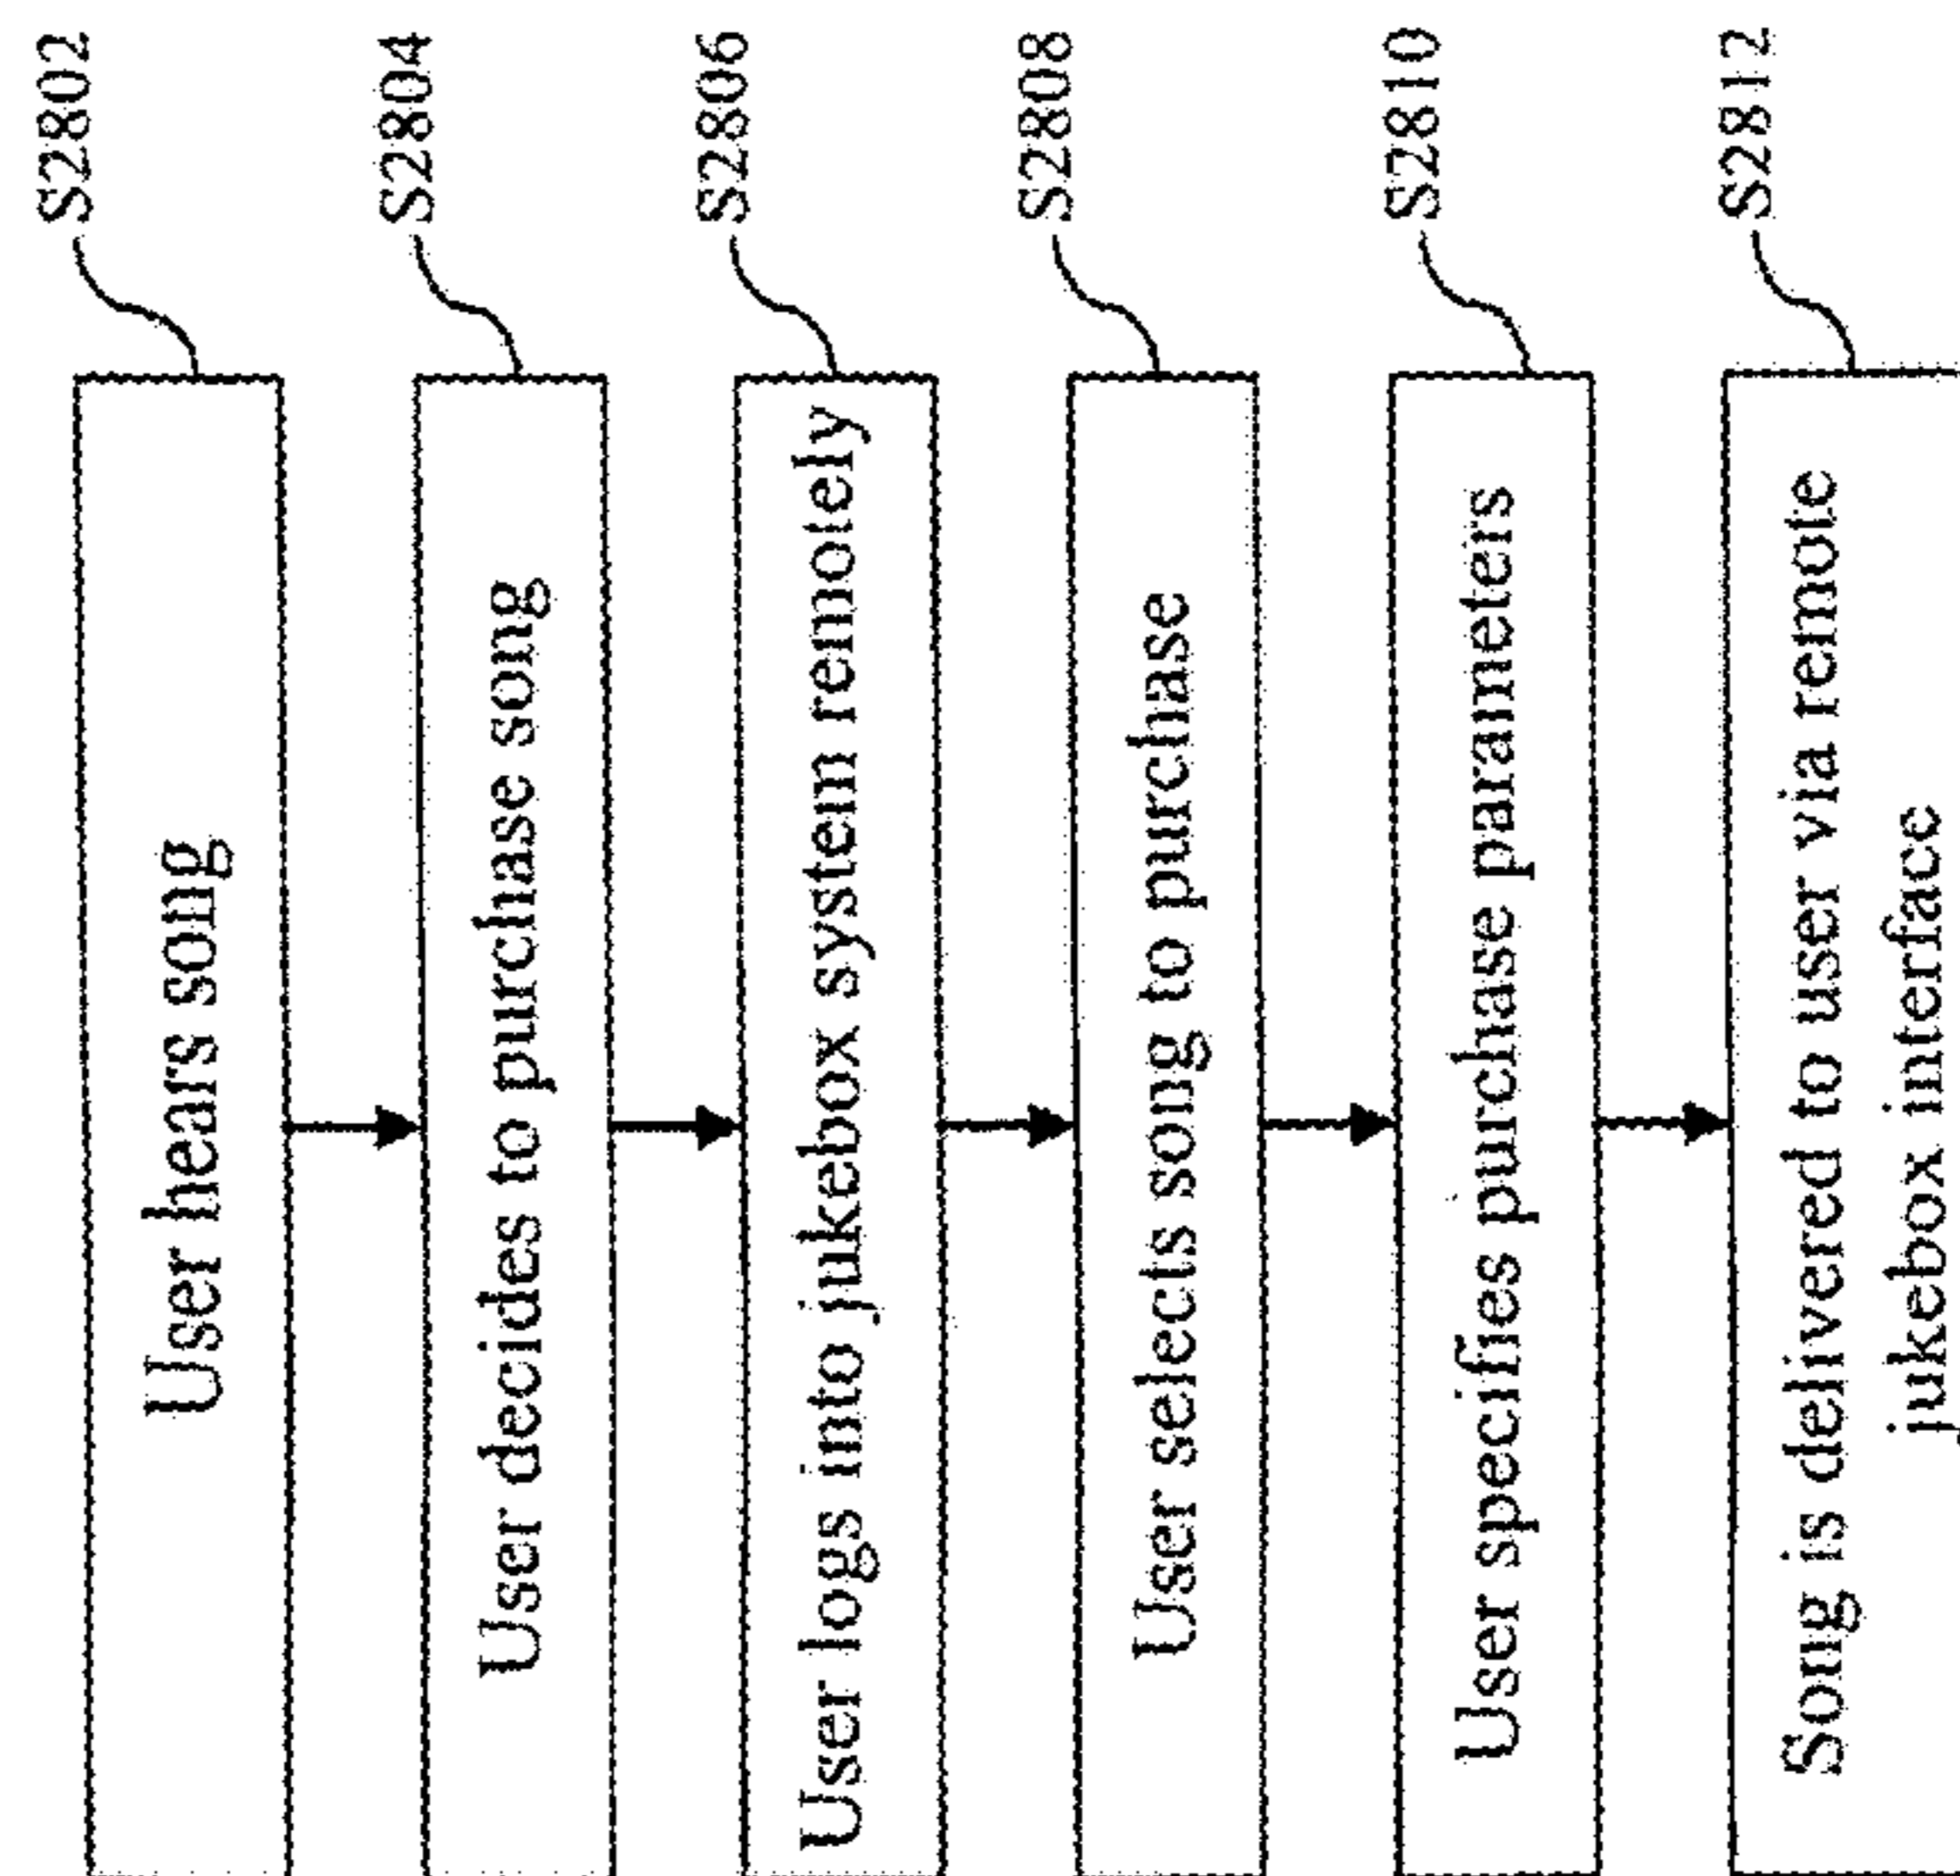 User hears song
S2802
User decides to purchase song
S2804
User logs into jukebox system remotely
S2806
User selects song to purchase
S2808
User specifies purchase parameters
S2810
Song is delivered to user via remote
jukebox interface
S2812